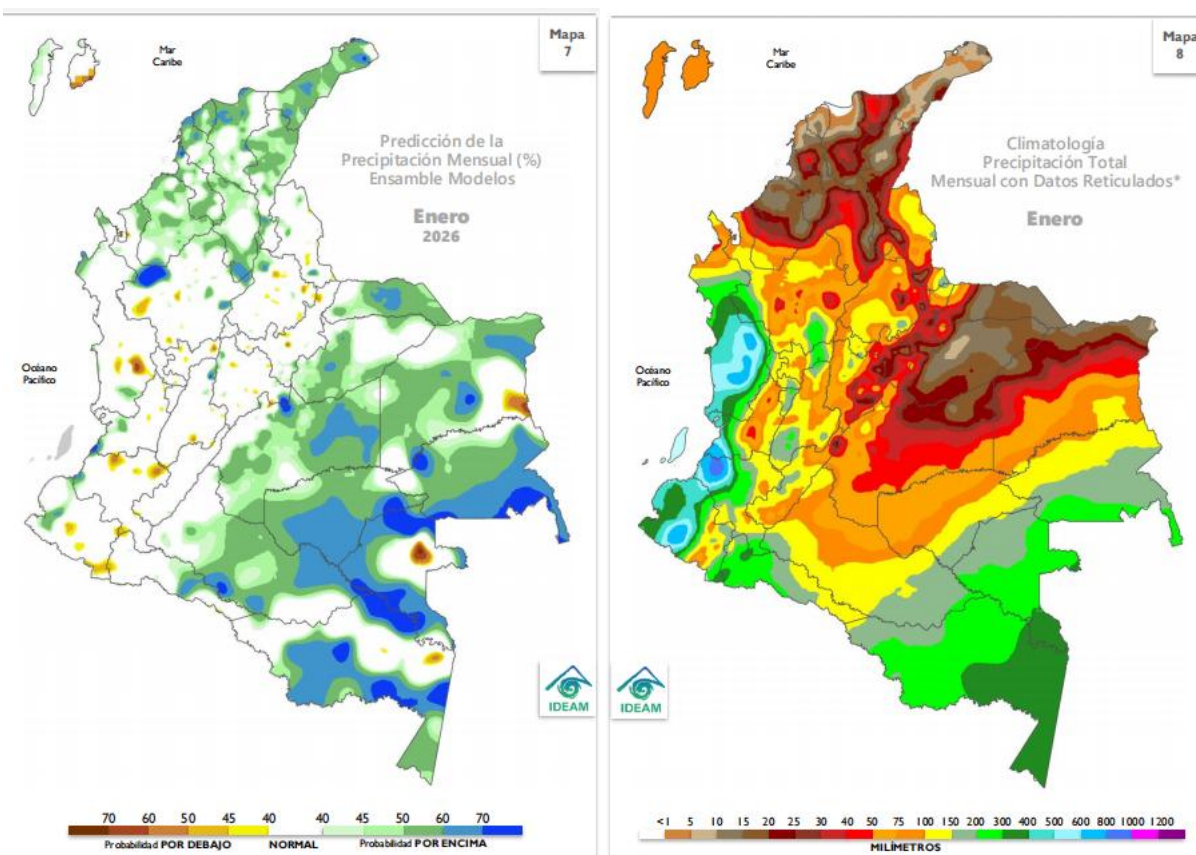 Mapa
7
Mar
Caribe
Predicción de la
Precipitación Mensual (%)
Ensamble Modelos
Enero
2026
Océano
Pacífico
IDEAM
70 60 50 45 40 40 45 50 60 70
Probabilidad POR DEBAJO NORMAL Probabilidad POR ENCIMA
Mapa
8
Mar
Caribe
Climatología
Precipitación Total
Mensual con Datos Reticulados*
Enero
Océano
Pacífico
IDEAM
<1 5 10 15 20 25 30 40 50 75 100 150 200 300 400 500 600 800 1000 1200
MILÍMETROS